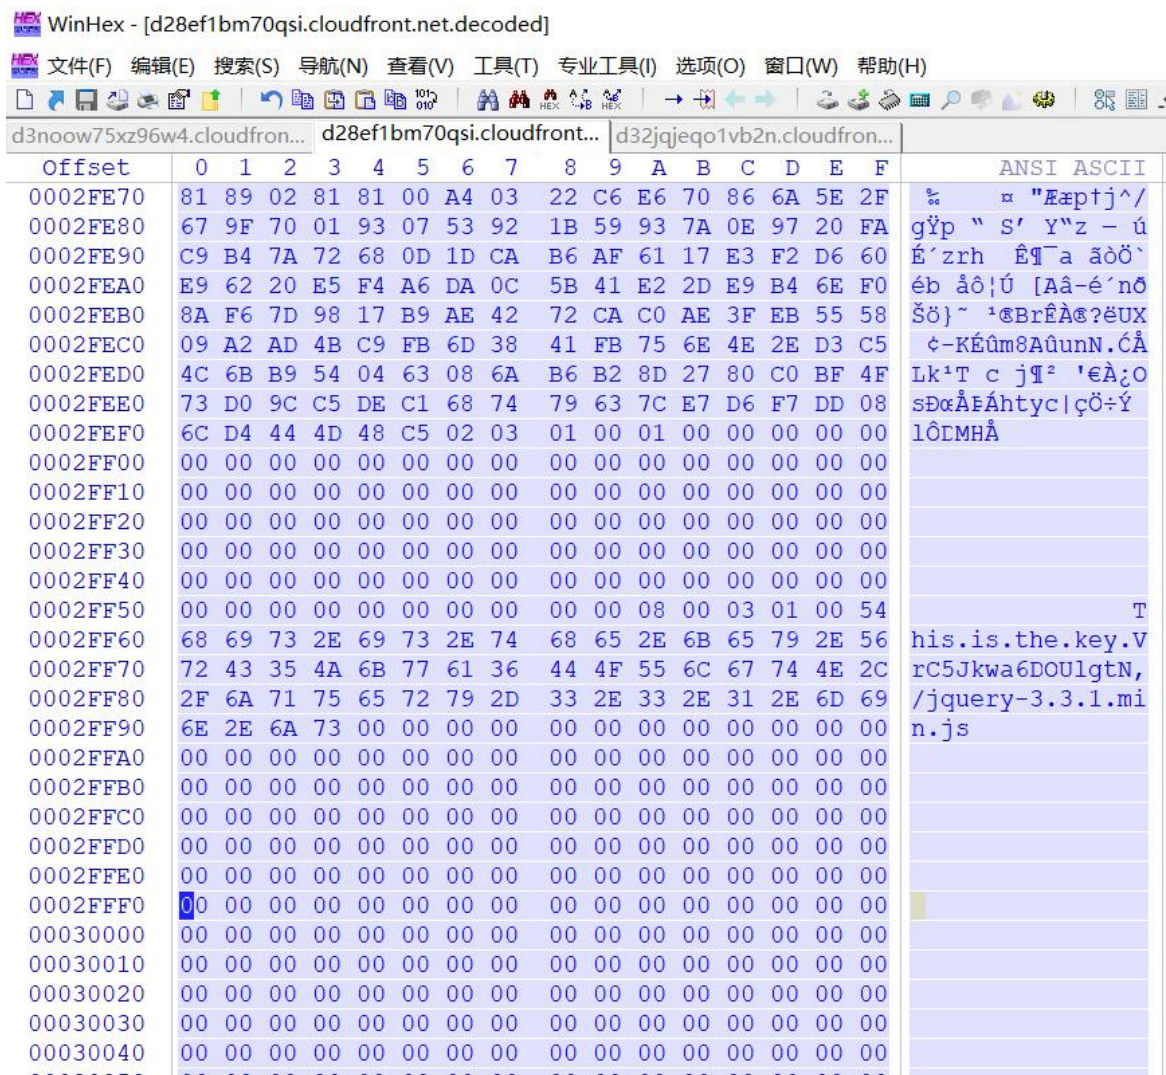 WinHex - [d28ef1bm70qsi.cloudfront.net.decoded]
文件(F) 编辑(E) 搜索(S) 导航(N) 查看(V) 工具(T) 专业工具(I) 选项(O) 窗口(W) 帮助(H)
d3noow75xz96w4.cloudfron... d28ef1bm70qsi.cloudfront... d32jqjeqo1vb2n.cloudfron...
Offset 0 1 2 3 4 5 6 7 8 9 A B C D E F ANSI ASCII
0002FE70 81 89 02 81 81 00 A4 03 22 C6 E6 70 86 6A 5E 2F ‰ ¤ "Ææp†j^/
0002FE80 67 9F 70 01 93 07 53 92 1B 59 93 7A 0E 97 20 FA gŸp “ S’ Y“z — ú
0002FE90 C9 B4 7A 72 68 0D 1D CA B6 AF 61 17 E3 F2 D6 60 É´zrh Ê¶¯a ãòÖ`
0002FEA0 E9 62 20 E5 F4 A6 DA 0C 5B 41 E2 2D E9 B4 6E F0 éb åô¦Ú [Aâ-é´nð
0002FEB0 8A F6 7D 98 17 B9 AE 42 72 CA C0 AE 3F EB 55 58 Šö}˜ ¹®BrÊÀ®?ëUX
0002FEC0 09 A2 AD 4B C9 FB 6D 38 41 FB 75 6E 4E 2E D3 C5 ¢-KÉûm8AûunN.ÓÅ
0002FED0 4C 6B B9 54 04 63 08 6A B6 B2 8D 27 80 C0 BF 4F Lk¹T c j¶² '€À¿O
0002FEE0 73 D0 9C C5 DE C1 68 74 79 63 7C E7 D6 F7 DD 08 sÐœÅÞÁhtyc|çÖ÷Ý
0002FEF0 6C D4 44 4D 48 C5 02 03 01 00 01 00 00 00 00 00 lÔDMHÅ
0002FF00 00 00 00 00 00 00 00 00 00 00 00 00 00 00 00 00
0002FF10 00 00 00 00 00 00 00 00 00 00 00 00 00 00 00 00
0002FF20 00 00 00 00 00 00 00 00 00 00 00 00 00 00 00 00
0002FF30 00 00 00 00 00 00 00 00 00 00 00 00 00 00 00 00
0002FF40 00 00 00 00 00 00 00 00 00 00 00 00 00 00 00 00
0002FF50 00 00 00 00 00 00 00 00 00 00 08 00 03 01 00 54 T
0002FF60 68 69 73 2E 69 73 2E 74 68 65 2E 6B 65 79 2E 56 his.is.the.key.V
0002FF70 72 43 35 4A 6B 77 61 36 44 4F 55 6C 67 74 4E 2C rC5Jkwa6DOUlgtN,
0002FF80 2F 6A 71 75 65 72 79 2D 33 2E 33 2E 31 2E 6D 69 /jquery-3.3.1.mi
0002FF90 6E 2E 6A 73 00 00 00 00 00 00 00 00 00 00 00 00 n.js
0002FFA0 00 00 00 00 00 00 00 00 00 00 00 00 00 00 00 00
0002FFB0 00 00 00 00 00 00 00 00 00 00 00 00 00 00 00 00
0002FFC0 00 00 00 00 00 00 00 00 00 00 00 00 00 00 00 00
0002FFD0 00 00 00 00 00 00 00 00 00 00 00 00 00 00 00 00
0002FFE0 00 00 00 00 00 00 00 00 00 00 00 00 00 00 00 00
0002FFF0 00 00 00 00 00 00 00 00 00 00 00 00 00 00 00 00
00030000 00 00 00 00 00 00 00 00 00 00 00 00 00 00 00 00
00030010 00 00 00 00 00 00 00 00 00 00 00 00 00 00 00 00
00030020 00 00 00 00 00 00 00 00 00 00 00 00 00 00 00 00
00030030 00 00 00 00 00 00 00 00 00 00 00 00 00 00 00 00
00030040 00 00 00 00 00 00 00 00 00 00 00 00 00 00 00 00